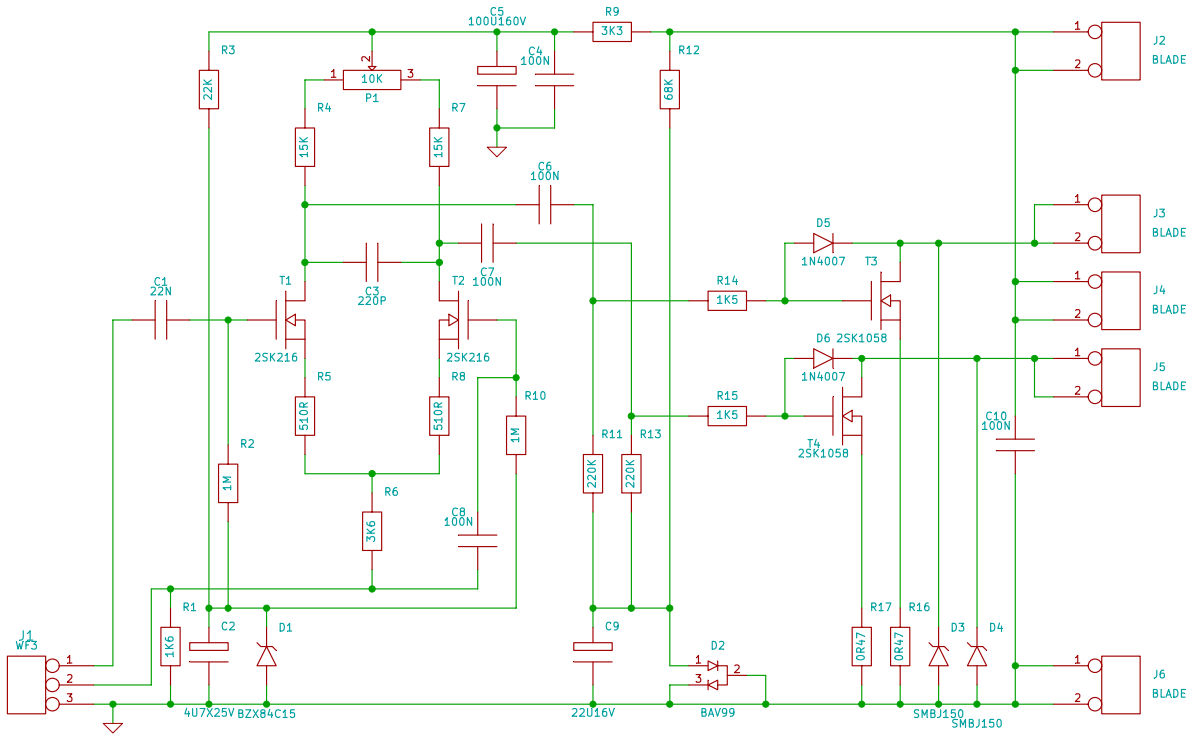 C5
100U160V
R9
3K3
1
J2
BLADE
2
R3
2
C4
100N
R12
22K
1
10K
3
P1
68K
R4
R7
15K
15K
C6
100N
1
J3
BLADE
2
D5
1N4007
C7
100N
T3
C1
22N
T1
C3
220P
T2
R14
1K5
1
J4
BLADE
2
2SK216
2SK216
D6
2SK1058
1N4007
1
J5
BLADE
2
R5
R8
R10
R15
1K5
510R
510R
1M
C10
100N
R2
R11
R13
T4
2SK1058
1M
220K
220K
R6
C8
100N
3K6
R1
C2
D1
C9
R17
R16
D3
D4
J1
WF3
1K6
D2
0R47
0R47
1
2
3
1
2
3
1
J6
BLADE
2
4U7X25V
BZX84C15
22U16V
BAV99
SMBJ150
SMBJ150